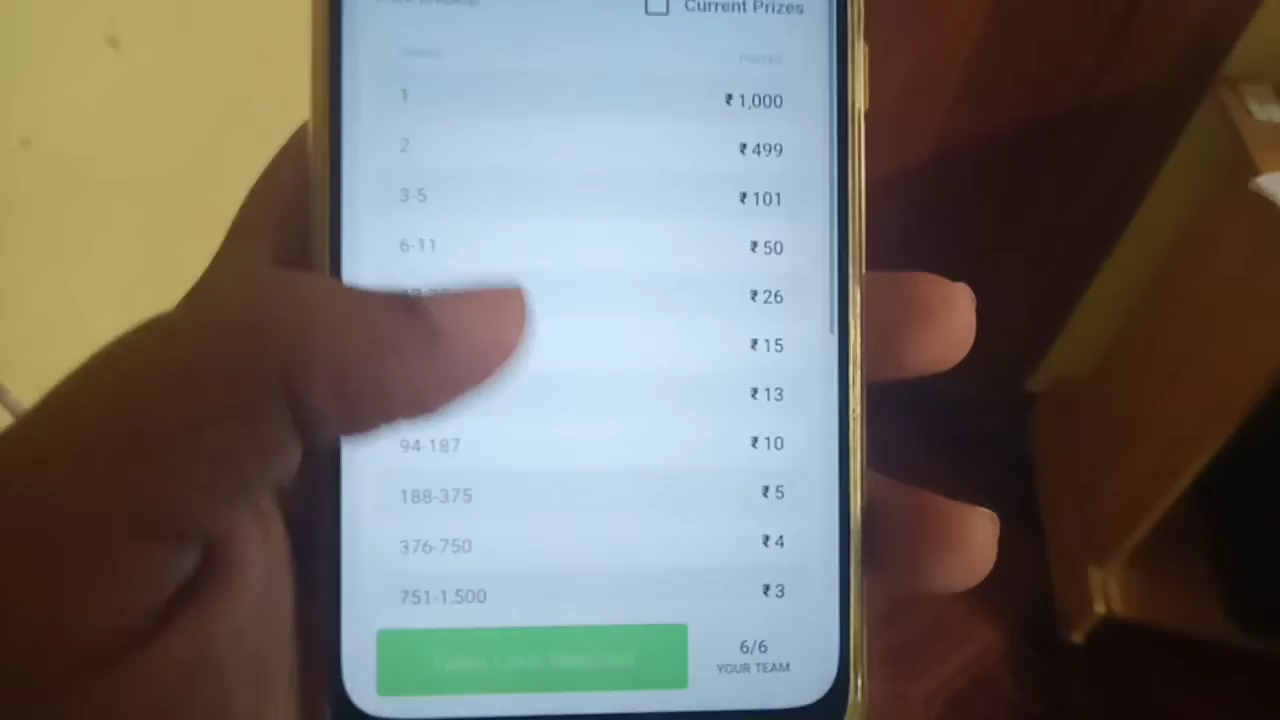 Current Prizes
1 ₹ 1,000
2 ₹ 499
3-5 ₹ 101
6-11 ₹ 50
₹ 26
₹ 15
₹ 13
94-187 ₹ 10
188-375 ₹ 5
376-750 ₹ 4
751-1,500 ₹ 3
6/6
YOUR TEAM